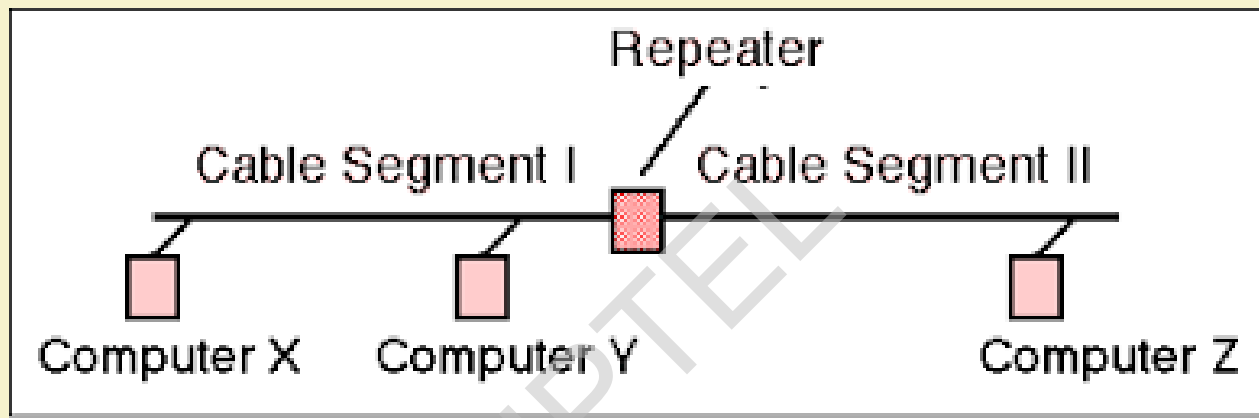 Repeater
Cable Segment I
Cable Segment II
Computer X
Computer Y
Computer Z